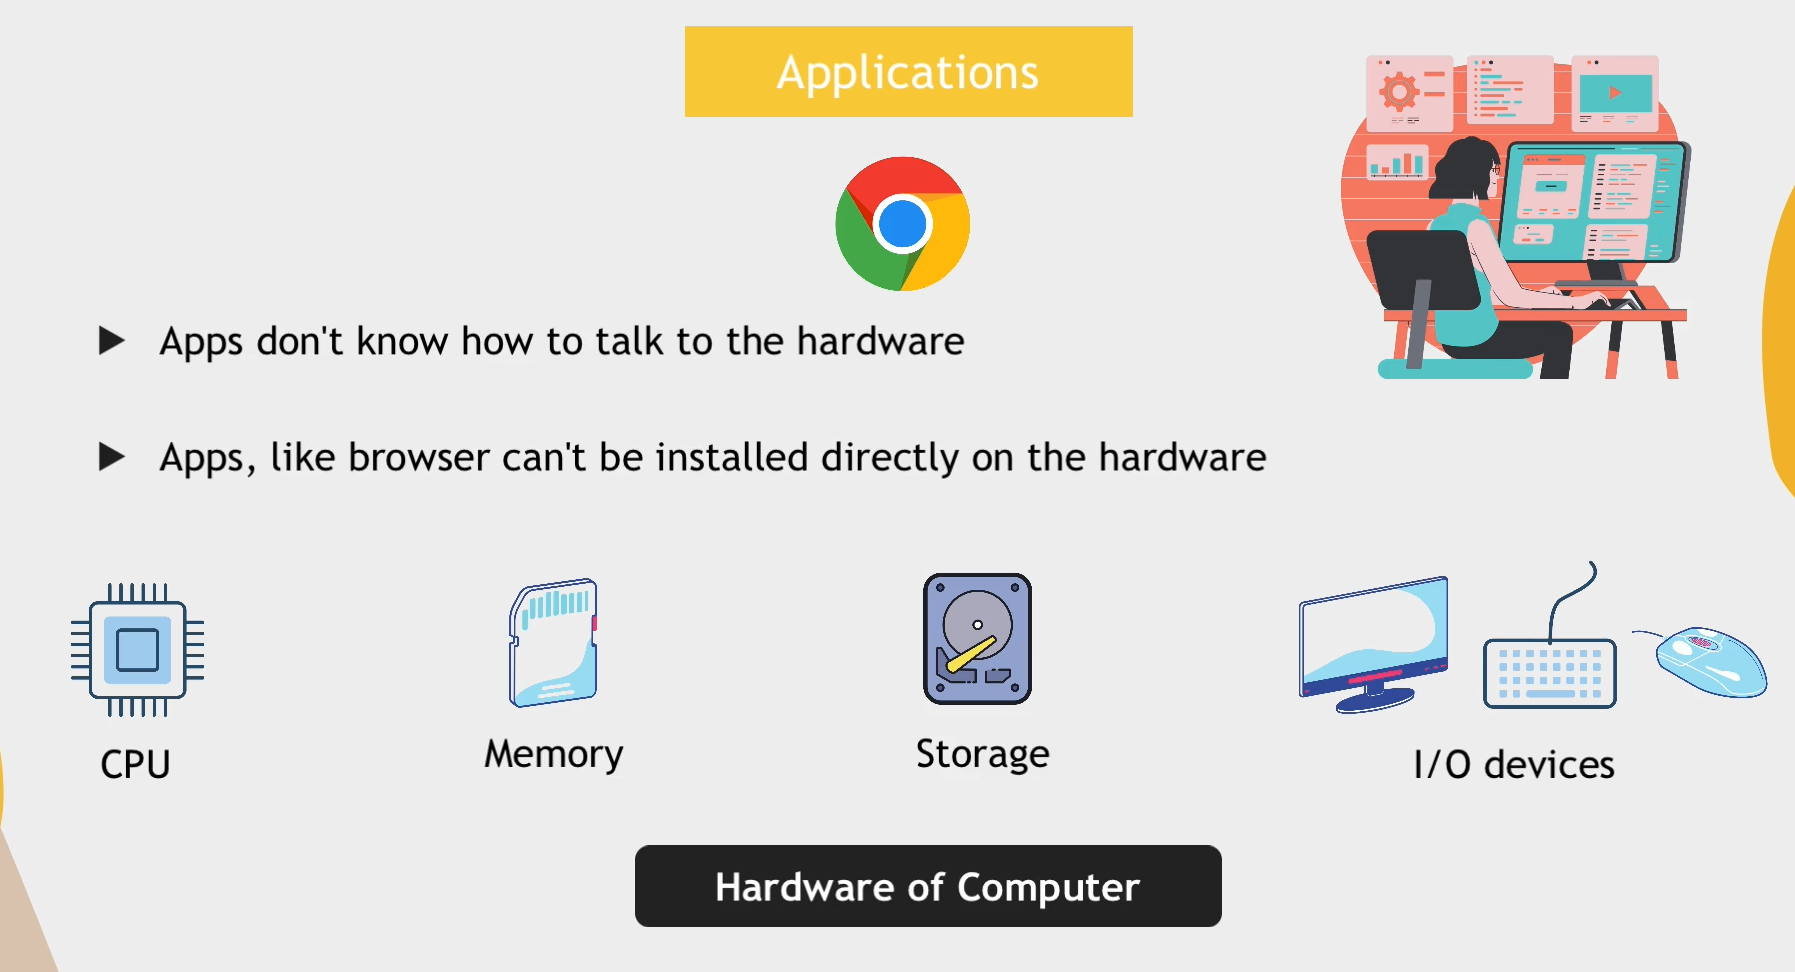 Applications
Apps don't know how to talk to the hardware
Apps, like browser can't be installed directly on the hardware
CPU
Memory
Storage
I/O devices
Hardware of Computer